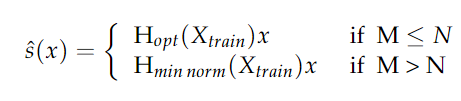 ŝ(x) = { H_opt(X_train)x if M ≤ N
H_min norm(X_train)x if M > N